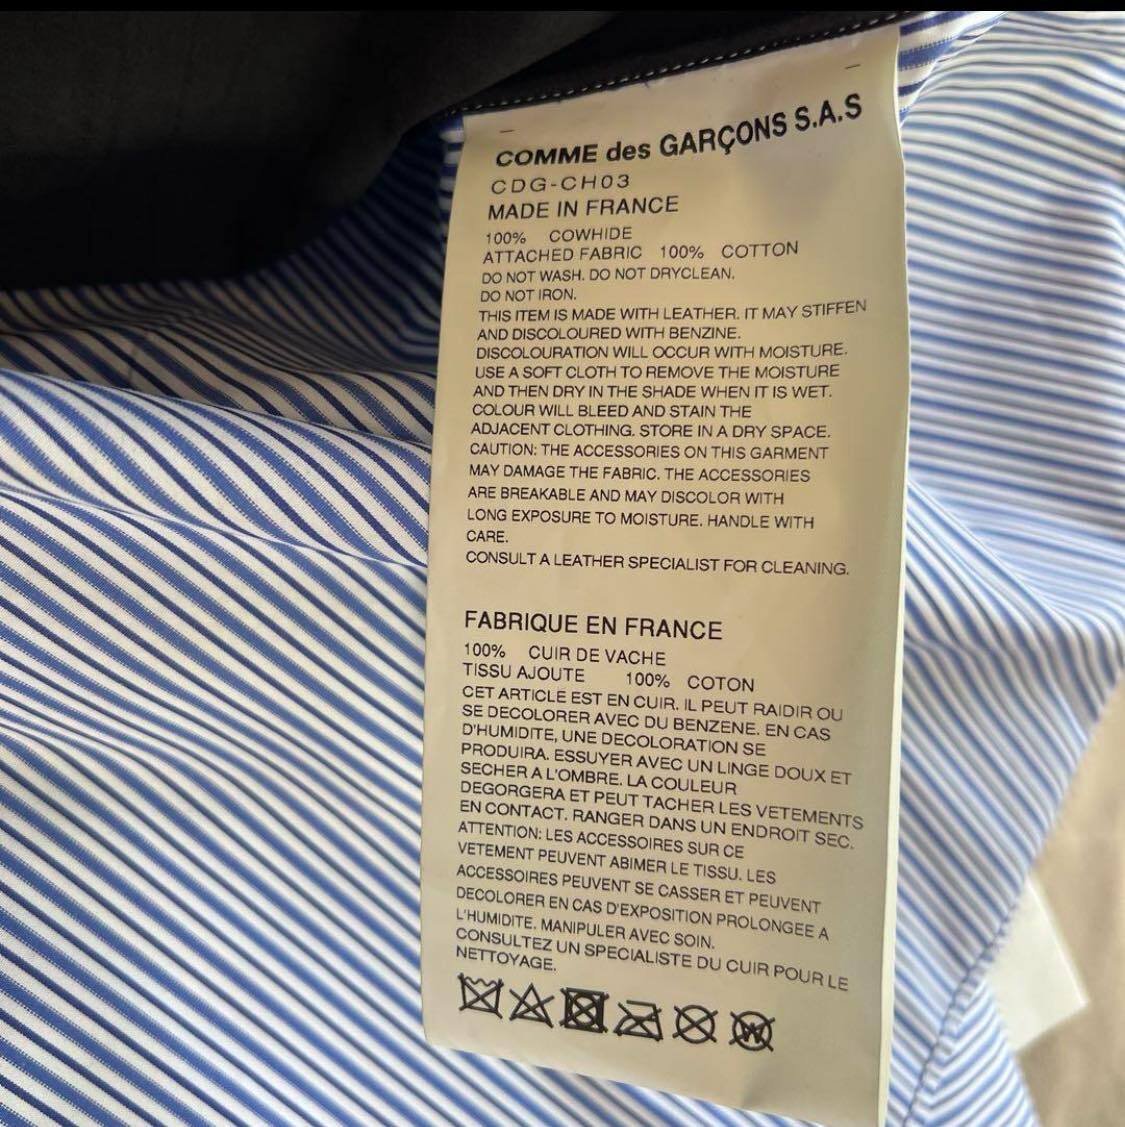 COMME des GARÇONS S.A.S
CDG-CH03
MADE IN FRANCE
100% COWHIDE
ATTACHED FABRIC 100% COTTON
DO NOT WASH. DO NOT DRYCLEAN.
DO NOT IRON.
THIS ITEM IS MADE WITH LEATHER. IT MAY STIFFEN
AND DISCOLOURED WITH BENZINE.
DISCOLOURATION WILL OCCUR WITH MOISTURE.
USE A SOFT CLOTH TO REMOVE THE MOISTURE
AND THEN DRY IN THE SHADE WHEN IT IS WET.
COLOUR WILL BLEED AND STAIN THE
ADJACENT CLOTHING. STORE IN A DRY SPACE.
CAUTION: THE ACCESSORIES ON THIS GARMENT
MAY DAMAGE THE FABRIC. THE ACCESSORIES
ARE BREAKABLE AND MAY DISCOLOR WITH
LONG EXPOSURE TO MOISTURE. HANDLE WITH
CARE.
CONSULT A LEATHER SPECIALIST FOR CLEANING.
FABRIQUE EN FRANCE
100% CUIR DE VACHE
TISSU AJOUTE 100% COTON
CET ARTICLE EST EN CUIR. IL PEUT RAIDIR OU
SE DECOLORER AVEC DU BENZENE. EN CAS
D'HUMIDITE, UNE DECOLORATION SE
PRODUIRA. ESSUYER AVEC UN LINGE DOUX ET
SECHER A L'OMBRE. LA COULEUR
DEGORGERA ET PEUT TACHER LES VETEMENTS
EN CONTACT. RANGER DANS UN ENDROIT SEC.
ATTENTION: LES ACCESSOIRES SUR CE
VETEMENT PEUVENT ABIMER LE TISSU. LES
ACCESSOIRES PEUVENT SE CASSER ET PEUVENT
DECOLORER EN CAS D'EXPOSITION PROLONGEE A
L'HUMIDITE. MANIPULER AVEC SOIN.
CONSULTEZ UN SPECIALISTE DU CUIR POUR LE
NETTOYAGE.
W